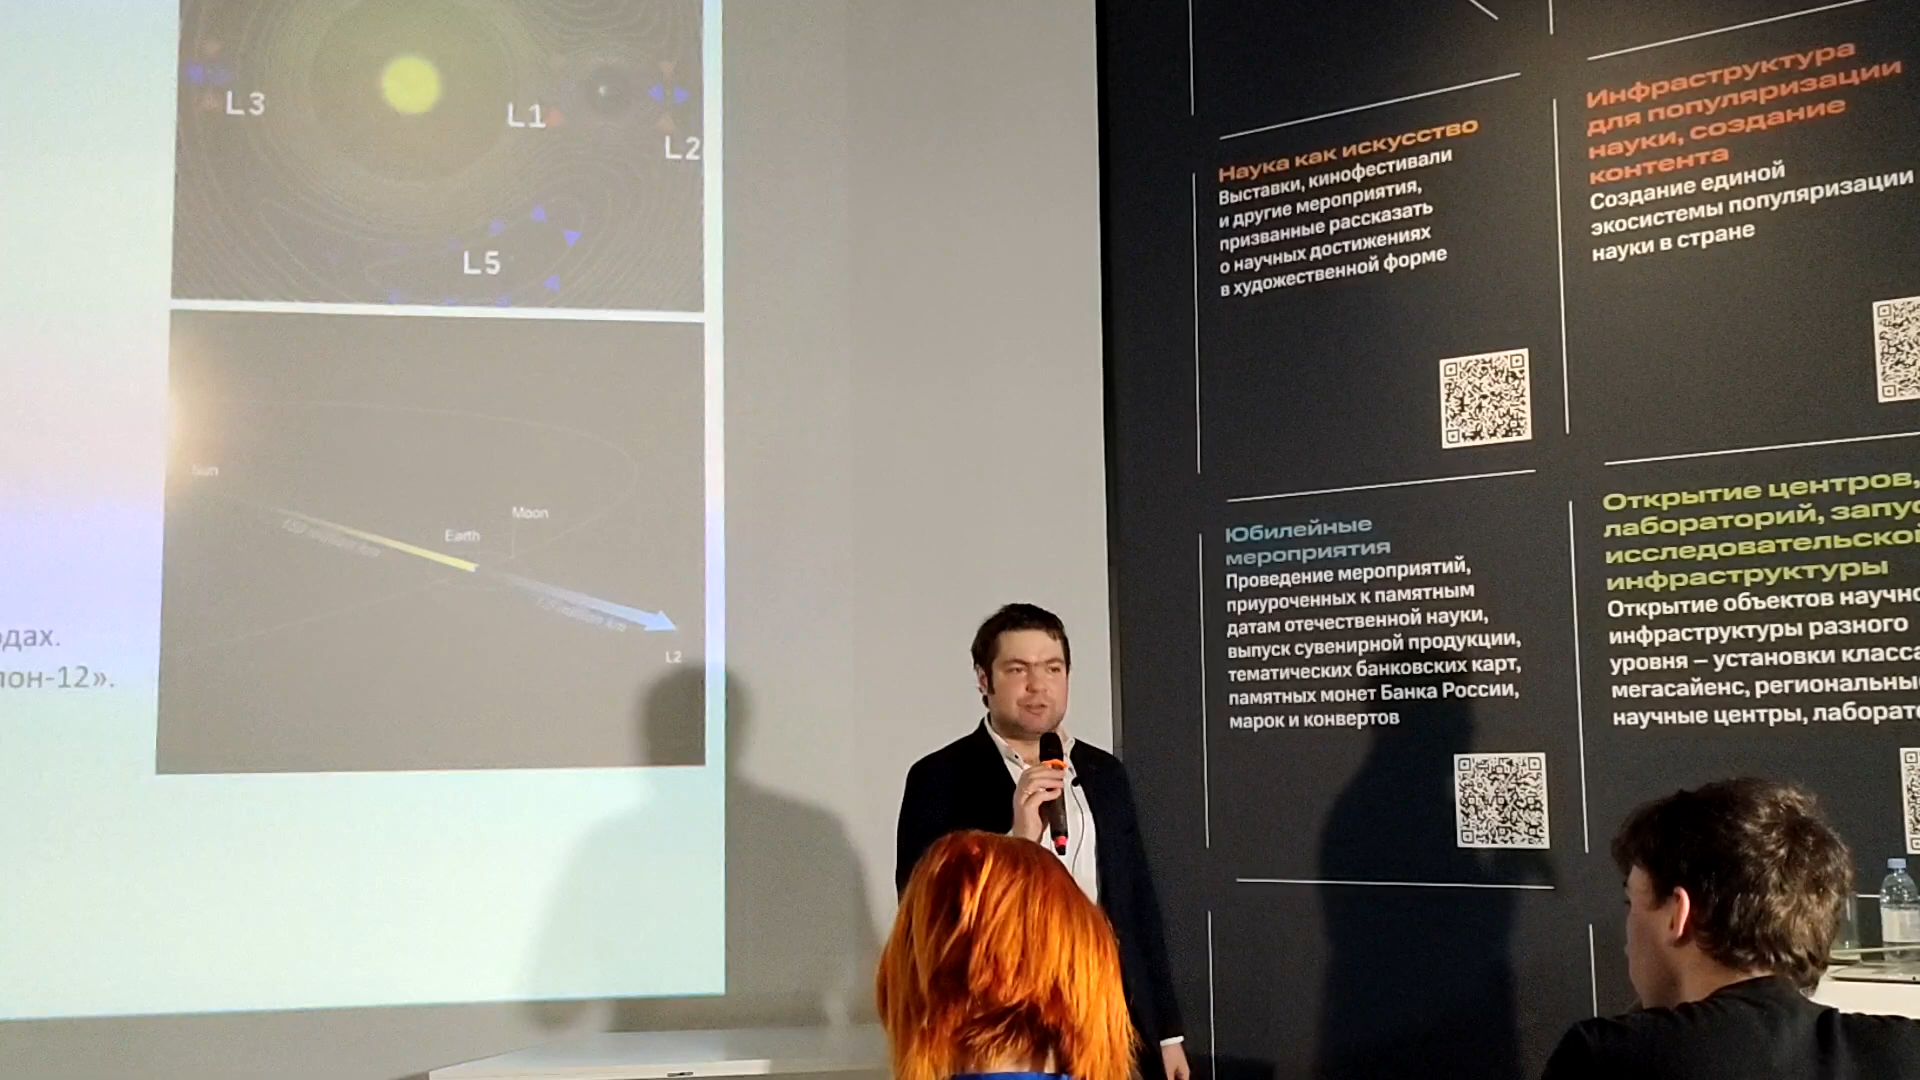 L3
L1
L2
L5
Sun
Earth
Moon
L2
Наука как искусство
Выставки, кинофестивали
и другие мероприятия,
призванные рассказать
о научных достижениях
в художественной форме
Инфраструктура
для популяризации
науки, создание
контента
Создание единой
экосистемы популяризации
науки в стране
Юбилейные
мероприятия
Проведение мероприятий,
приуроченных к памятным
датам отечественной науки,
выпуск сувенирной продукции,
тематических банковских карт,
памятных монет Банка России,
марок и конвертов
Открытие центров,
лабораторий, запус
исследовательской
инфраструктуры
Открытие объектов научно
инфраструктуры разного
уровня – установки класса
мегасайенс, региональны
научные центры, лаборато
дах.
лон-12».